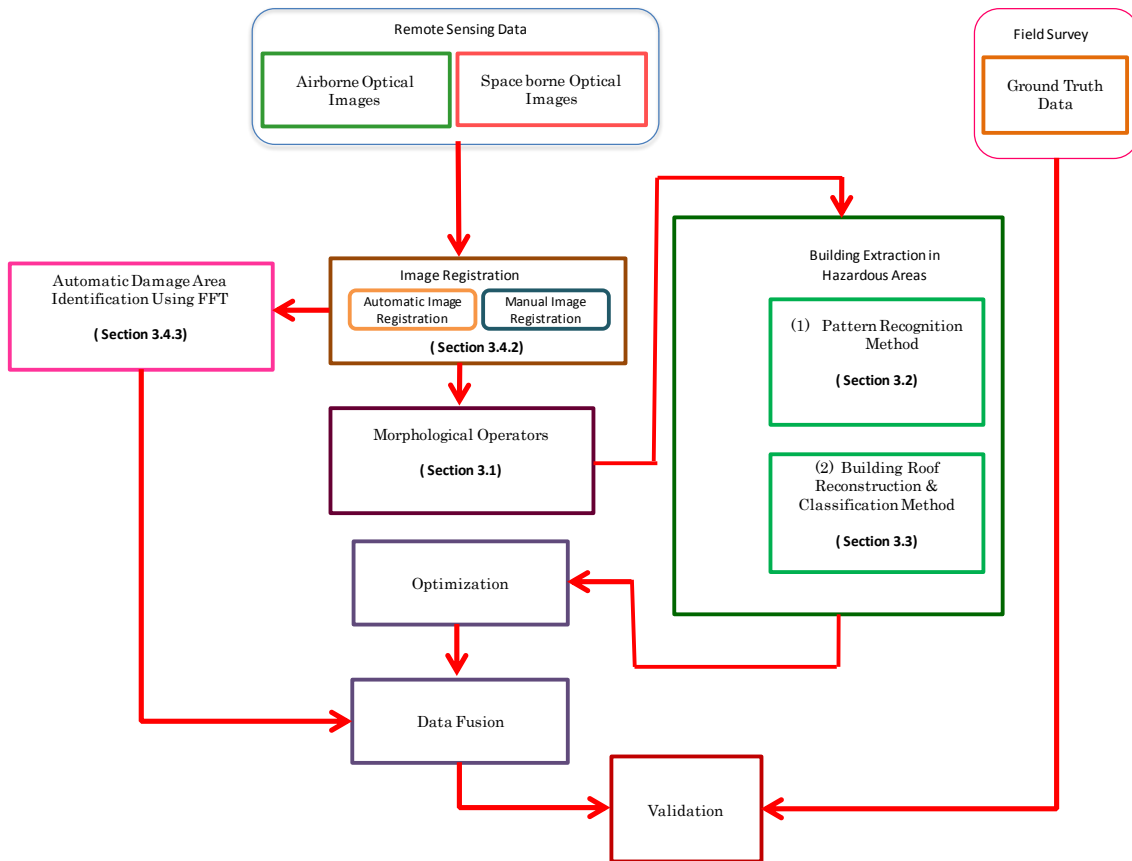 Remote Sensing Data
Airborne Optical
Images
Space borne Optical
Images
Field Survey
Ground Truth
Data
Image Registration
Automatic Image
Registration
Manual Image
Registration
( Section 3.4.2)
Automatic Damage Area
Identification Using FFT
( Section 3.4.3)
Morphological Operators
( Section 3.1)
Building Extraction in
Hazardous Areas
(1) Pattern Recognition
Method
( Section 3.2)
(2) Building Roof
Reconstruction &
Classification Method
( Section 3.3)
Optimization
Data Fusion
Validation